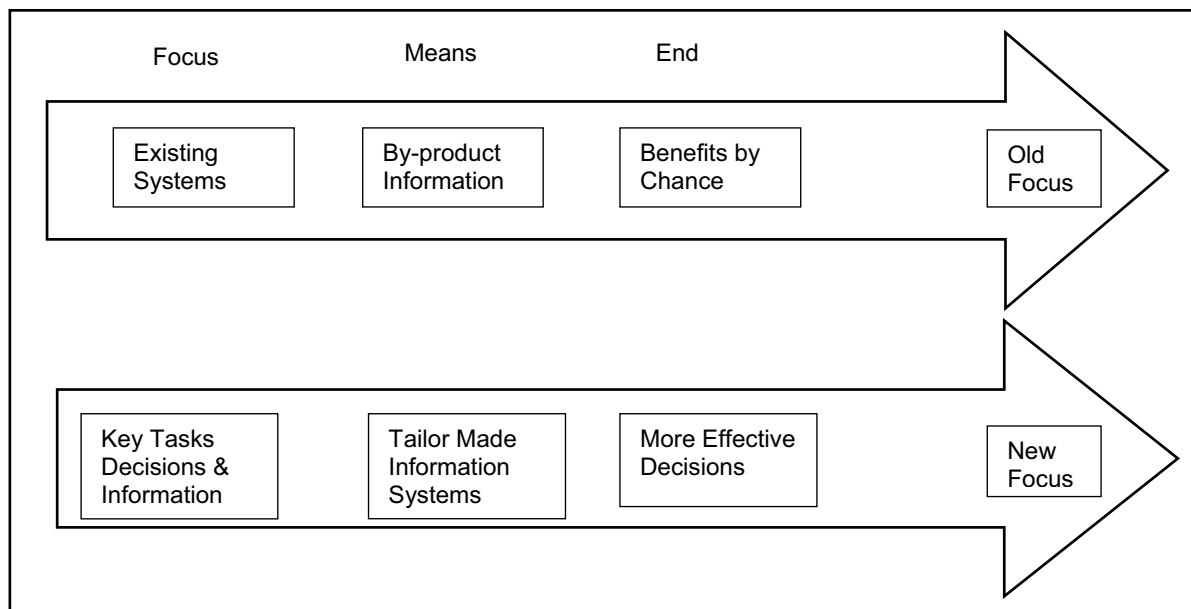 Focus
Means
End
Existing
Systems
By-product
Information
Benefits by
Chance
Old
Focus
Key Tasks
Decisions &
Information
Tailor Made
Information
Systems
More Effective
Decisions
New
Focus